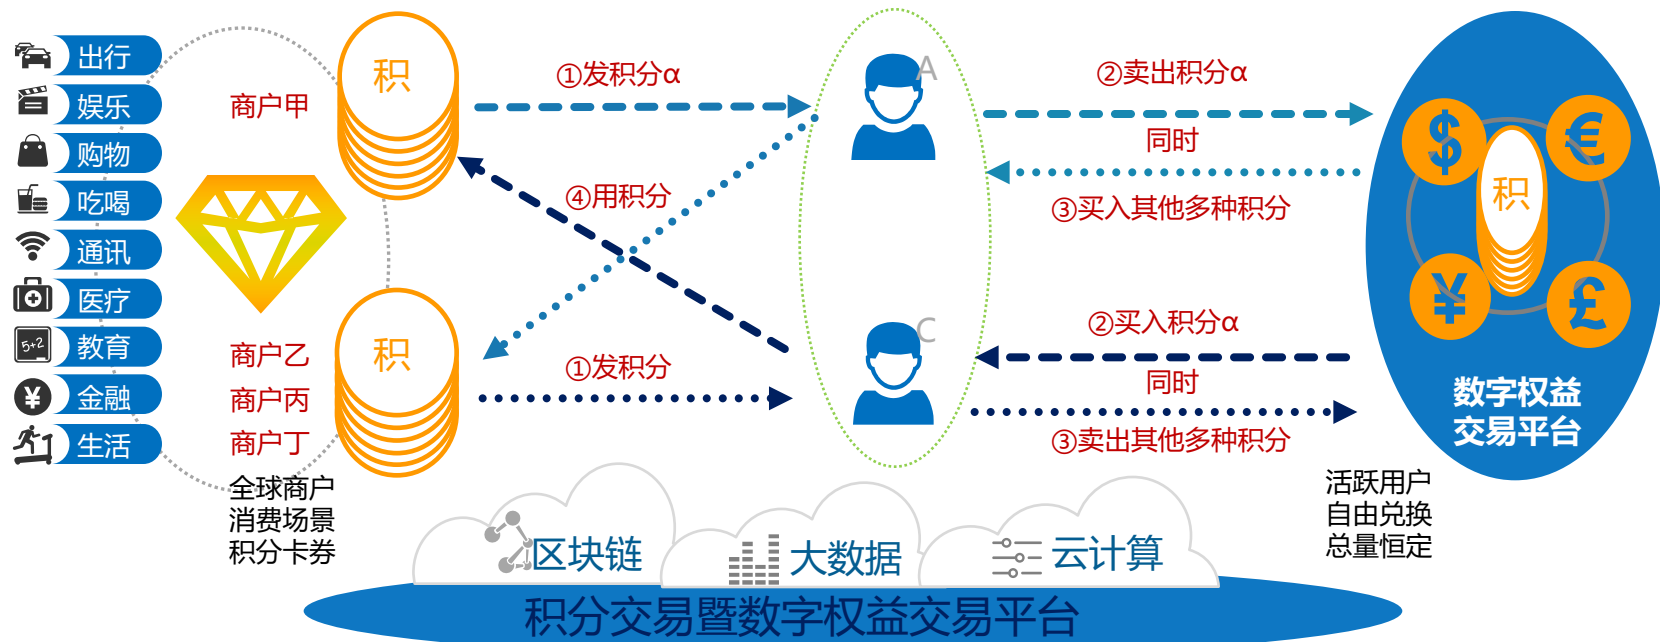 出行
娱乐
购物
吃喝
通讯
医疗
5+2
教育
¥
金融
生活
商户甲
积
商户乙
商户丙
商户丁
积
全球商户
消费场景
积分卡券
①发积分α
④用积分
①发积分
A
C
②卖出积分α
同时
③买入其他多种积分
②买入积分α
同时
③卖出其他多种积分
$
€
积
¥
£
数字权益
交易平台
活跃用户
自由兑换
总量恒定
区块链
大数据
云计算
积分交易暨数字权益交易平台